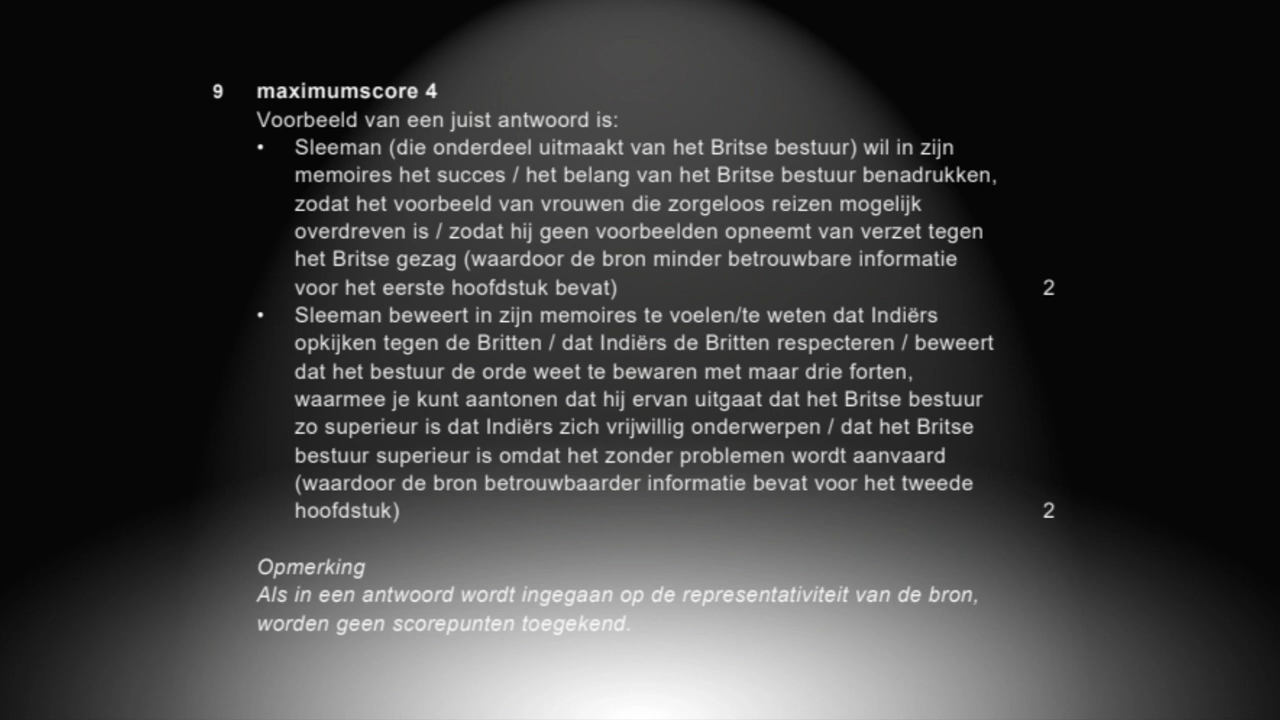 9 maximumscore 4
Voorbeeld van een juist antwoord is:
• Sleeman (die onderdeel uitmaakt van het Britse bestuur) wil in zijn
memoires het succes / het belang van het Britse bestuur benadrukken,
zodat het voorbeeld van vrouwen die zorgeloos reizen mogelijk
overdreven is / zodat hij geen voorbeelden opneemt van verzet tegen
het Britse gezag (waardoor de bron minder betrouwbare informatie
voor het eerste hoofdstuk bevat) 2
• Sleeman beweert in zijn memoires te voelen/te weten dat Indiërs
opkijken tegen de Britten / dat Indiërs de Britten respecteren / beweert
dat het bestuur de orde weet te bewaren met maar drie forten,
waarmee je kunt aantonen dat hij ervan uitgaat dat het Britse bestuur
zo superieur is dat Indiërs zich vrijwillig onderwerpen / dat het Britse
bestuur superieur is omdat het zonder problemen wordt aanvaard
(waardoor de bron betrouwbaarder informatie bevat voor het tweede
hoofdstuk) 2
Opmerking
Als in een antwoord wordt ingegaan op de representativiteit van de bron,
worden geen scorepunten toegekend.